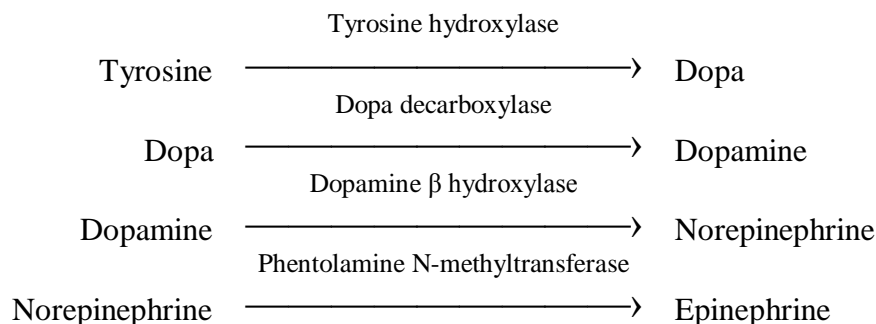 Tyrosine hydroxylase
Tyrosine Dopa
Dopa decarboxylase
Dopa Dopamine
Dopamine β hydroxylase
Dopamine Norepinephrine
Phentolamine N-methyltransferase
Norepinephrine Epinephrine